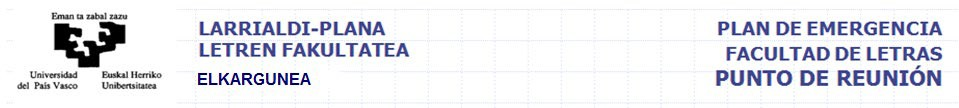 Eman ta zabal zazu
Universidad
del País Vasco
Euskal Herriko
Unibertsitatea
LARRIALDI-PLANA
LETREN FAKULTATEA
ELKARGUNEA
PLAN DE EMERGENCIA
FACULTAD DE LETRAS
PUNTO DE REUNIÓN